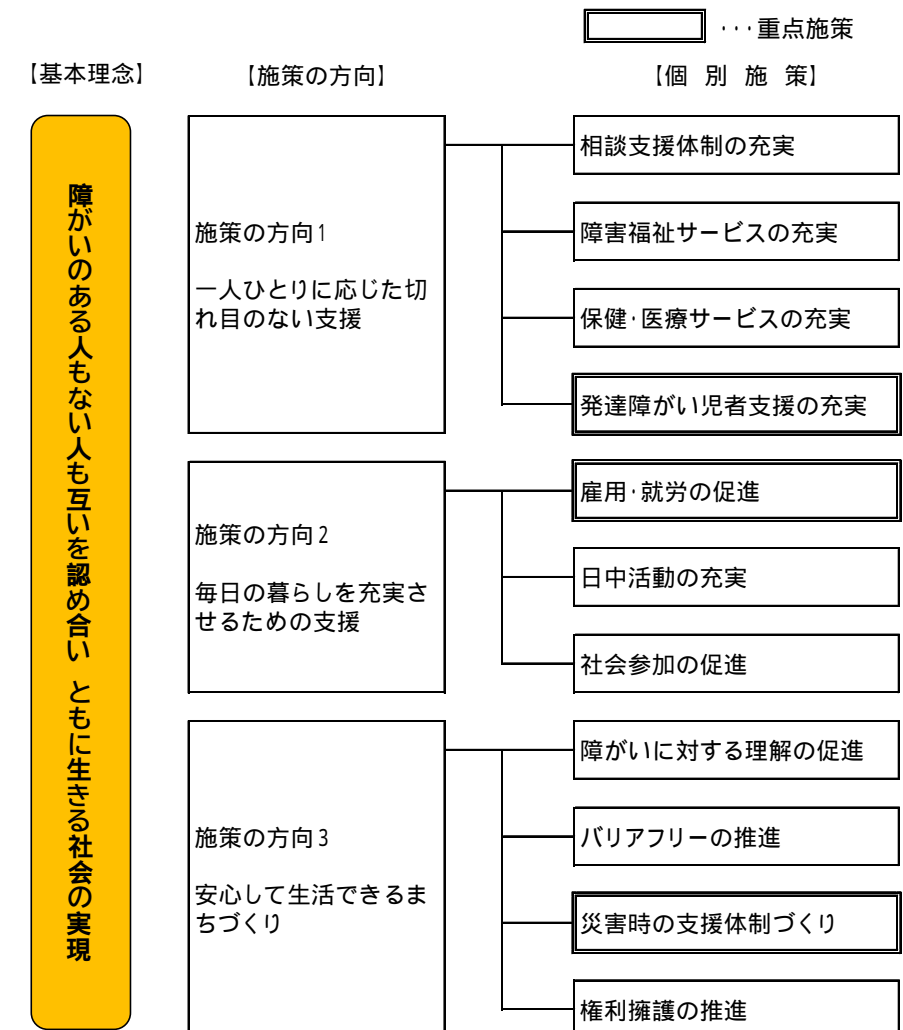 ・・・重点施策
【基本理念】
【施策の方向】
【個 別 施 策】
障がいのある人もない人も互いを認め合い ともに生きる社会の実現
施策の方向1
一人ひとりに応じた切
れ目のない支援
相談支援体制の充実
障害福祉サービスの充実
保健・医療サービスの充実
発達障がい児者支援の充実
施策の方向2
毎日の暮らしを充実さ
せるための支援
雇用・就労の促進
日中活動の充実
社会参加の促進
施策の方向3
安心して生活できるま
ちづくり
障がいに対する理解の促進
バリアフリーの推進
災害時の支援体制づくり
権利擁護の推進